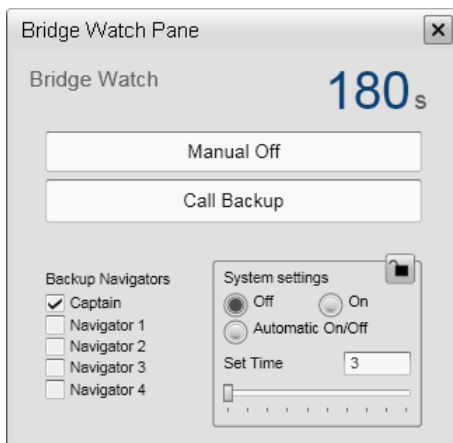 Bridge Watch Pane
Bridge Watch
180 s
Manual Off
Call Backup
Backup Navigators
Captain
Navigator 1
Navigator 2
Navigator 3
Navigator 4
System settings
Off On
Automatic On/Off
Set Time 3